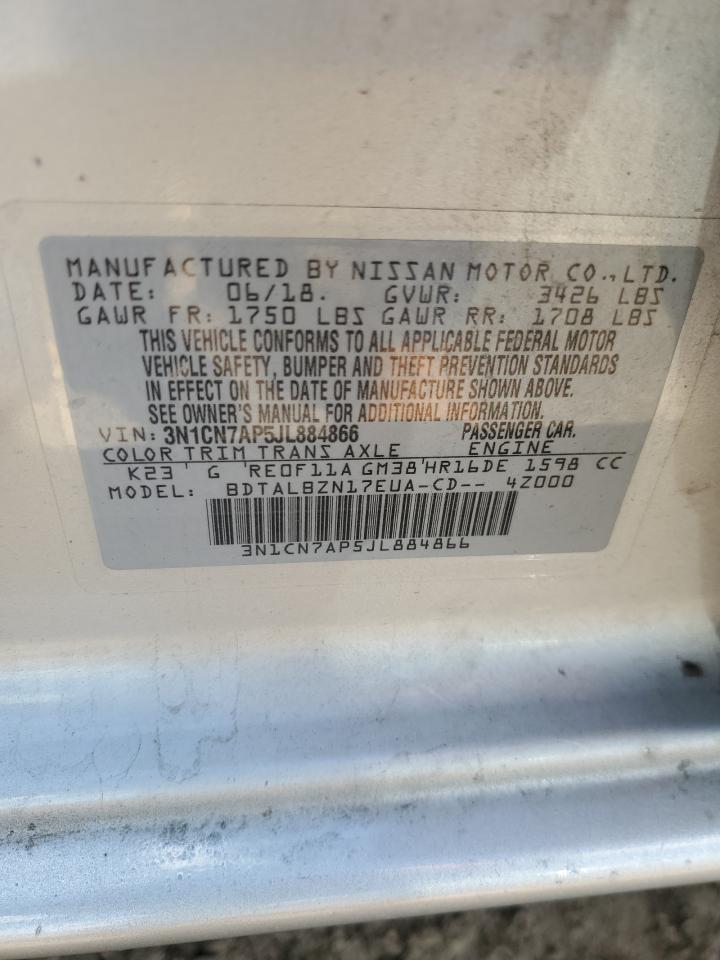 MANUFACTURED BY NISSAN MOTOR CO.,LTD.
DATE: 06/18. GVWR: 3426 LBS
GAWR FR: 1750 LBS GAWR RR: 1708 LBS
THIS VEHICLE CONFORMS TO ALL APPLICABLE FEDERAL MOTOR
VEHICLE SAFETY, BUMPER AND THEFT PREVENTION STANDARDS
IN EFFECT ON THE DATE OF MANUFACTURE SHOWN ABOVE.
SEE OWNER'S MANUAL FOR ADDITIONAL INFORMATION.
VIN: 3N1CN7AP5JL884866 PASSENGER CAR.
COLOR TRIM TRANS AXLE ENGINE
K23 ' G 'RE0F11A GM38'HR16DE 1598 CC
MODEL: BDTALBZN17EUA-CD-- 4Z000
3N1CN7AP5JL884866